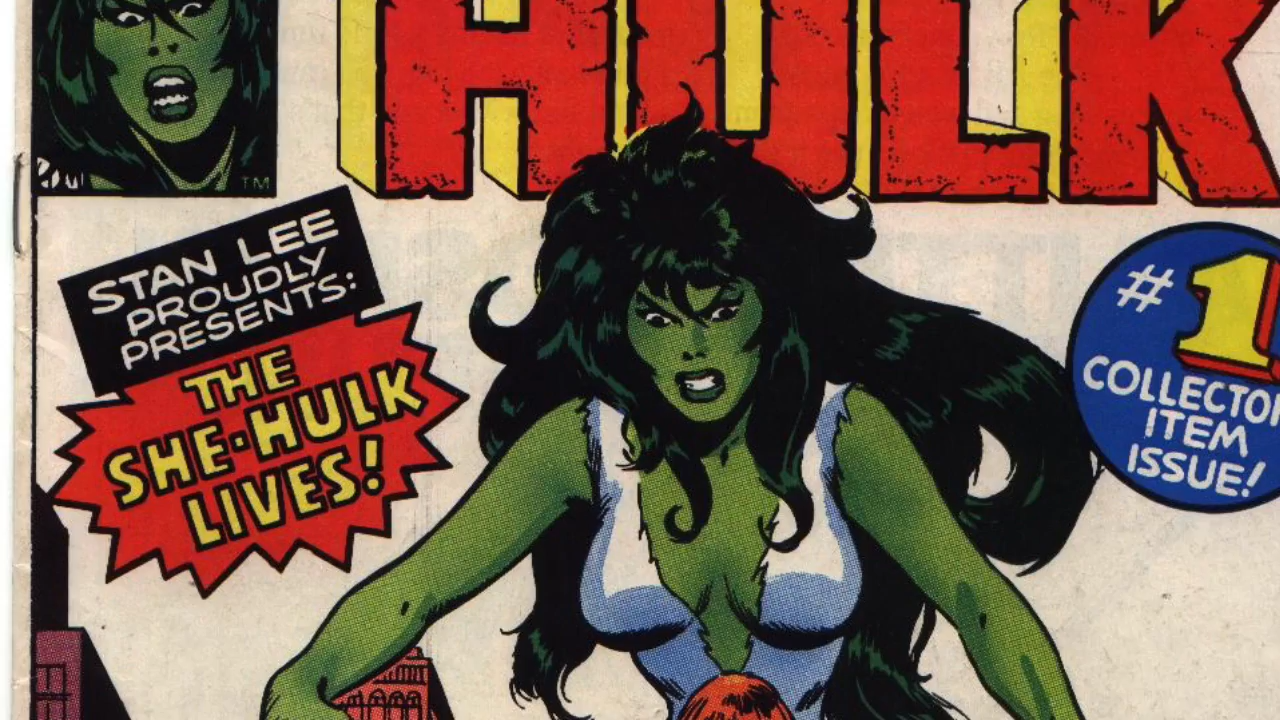 HULK
TM
STAN LEE
PROUDLY
PRESENTS:
THE
SHE-HULK
LIVES!
#1
COLLECTOR
ITEM
ISSUE!